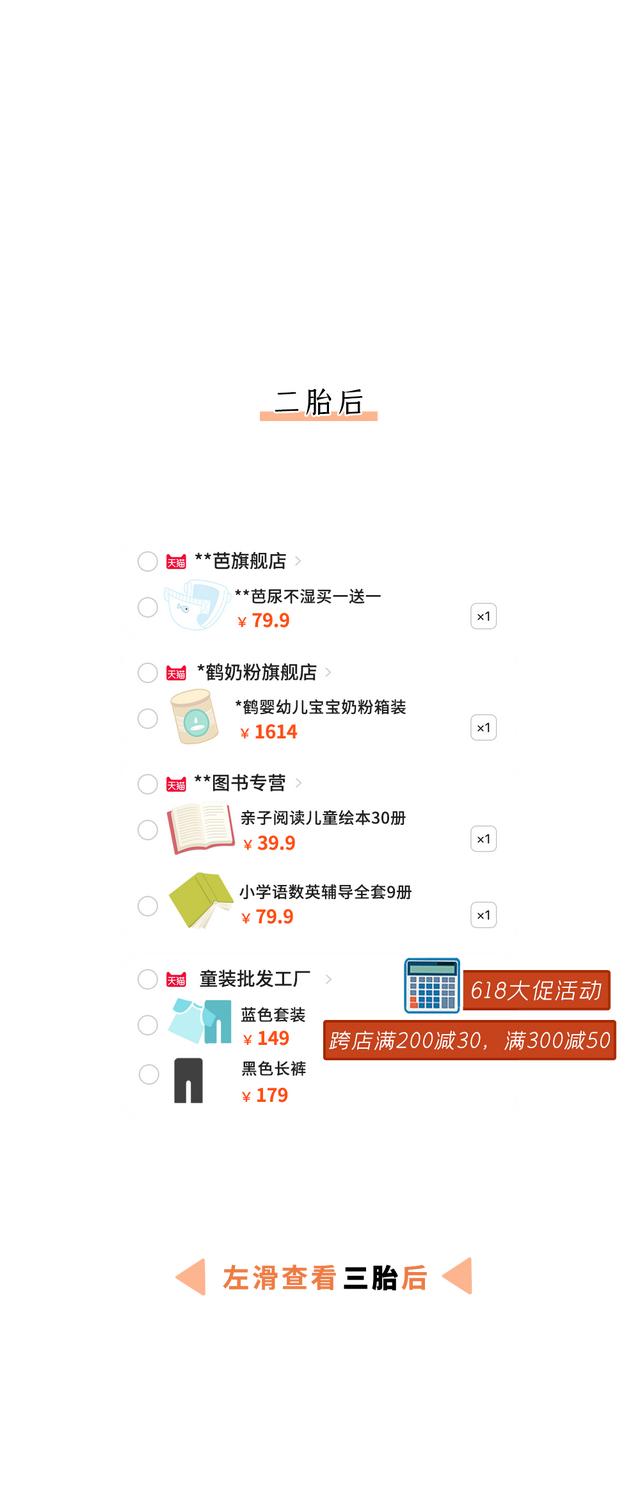 二胎后
天猫 **芭旗舰店 >
**芭尿不湿买一送一
¥ 79.9
×1
天猫 *鹤奶粉旗舰店 >
*鹤婴幼儿宝宝奶粉箱装
¥ 1614
×1
天猫 **图书专营 >
亲子阅读儿童绘本30册
¥ 39.9
×1
小学语数英辅导全套9册
¥ 79.9
×1
天猫 童装批发工厂 >
618大促活动
蓝色套装
¥ 149
跨店满200减30，满300减50
黑色长裤
¥ 179
左滑查看三胎后